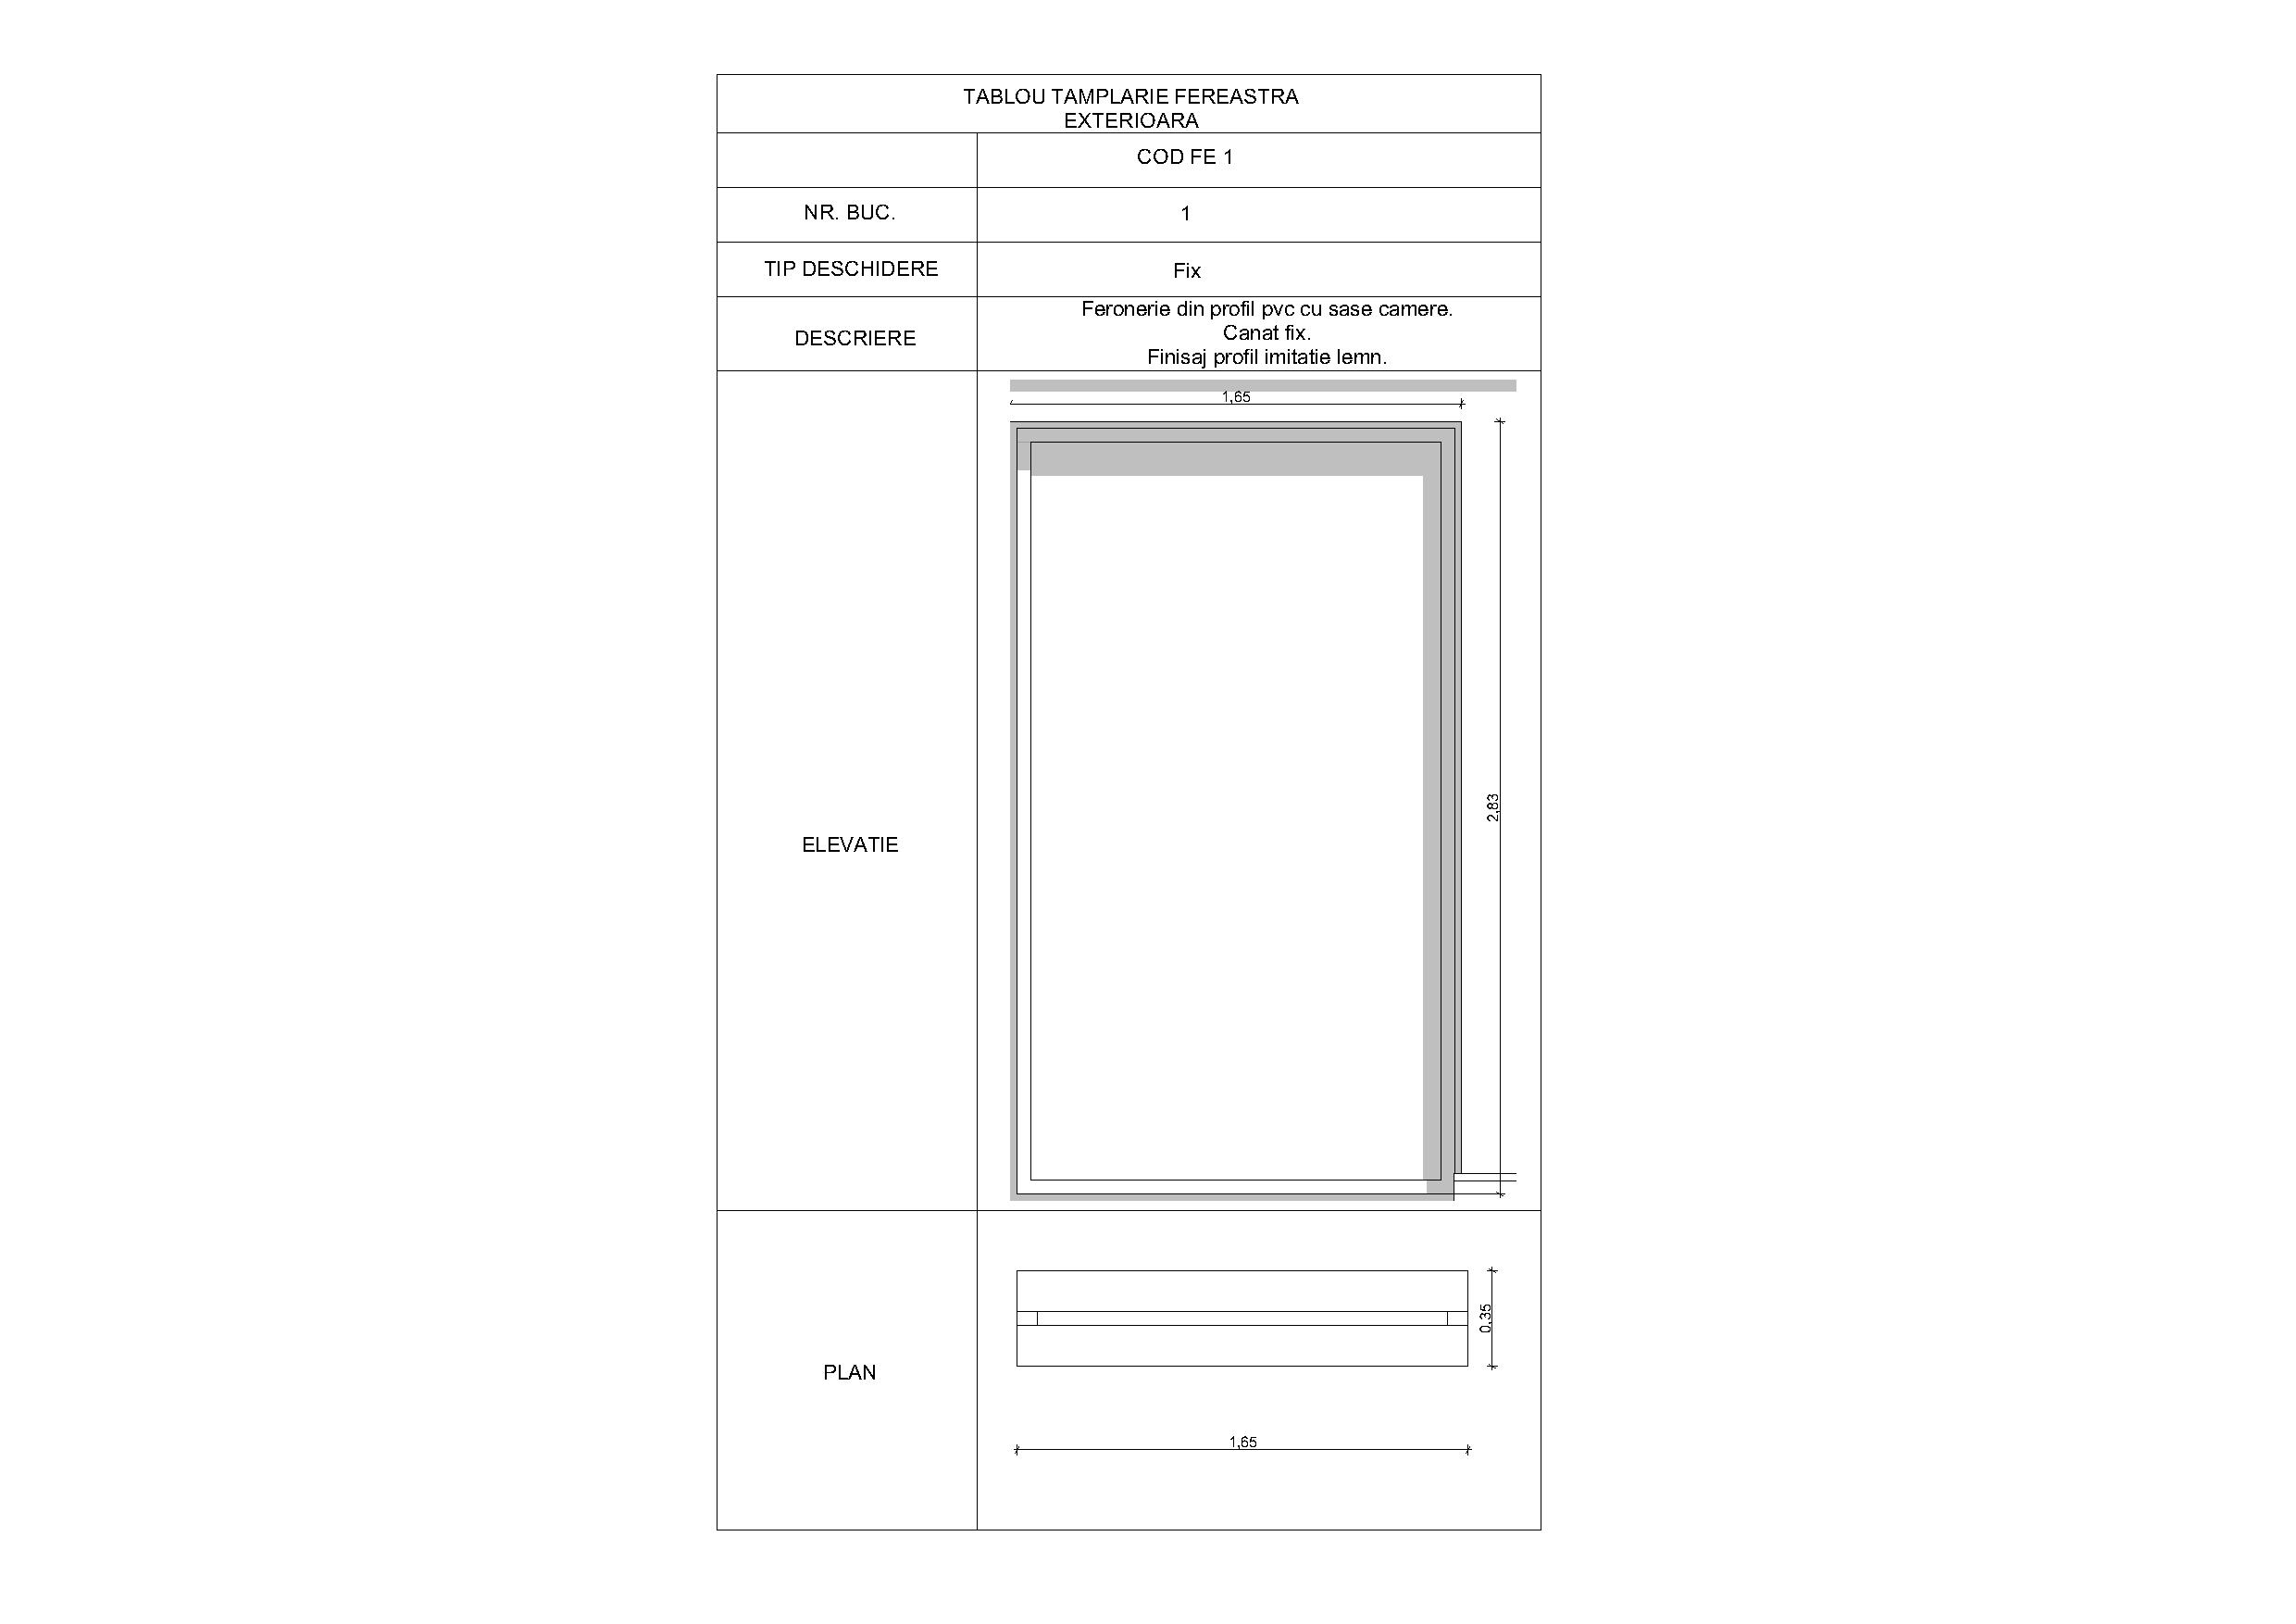 TABLOU TAMPLARIE FEREASTRA
EXTERIOARA
COD FE 1
NR. BUC.
1
TIP DESCHIDERE
Fix
DESCRIERE
Feronerie din profil pvc cu sase camere.
Canat fix.
Finisaj profil imitatie lemn.
ELEVATIE
1,65
2,83
PLAN
0,35
1,65